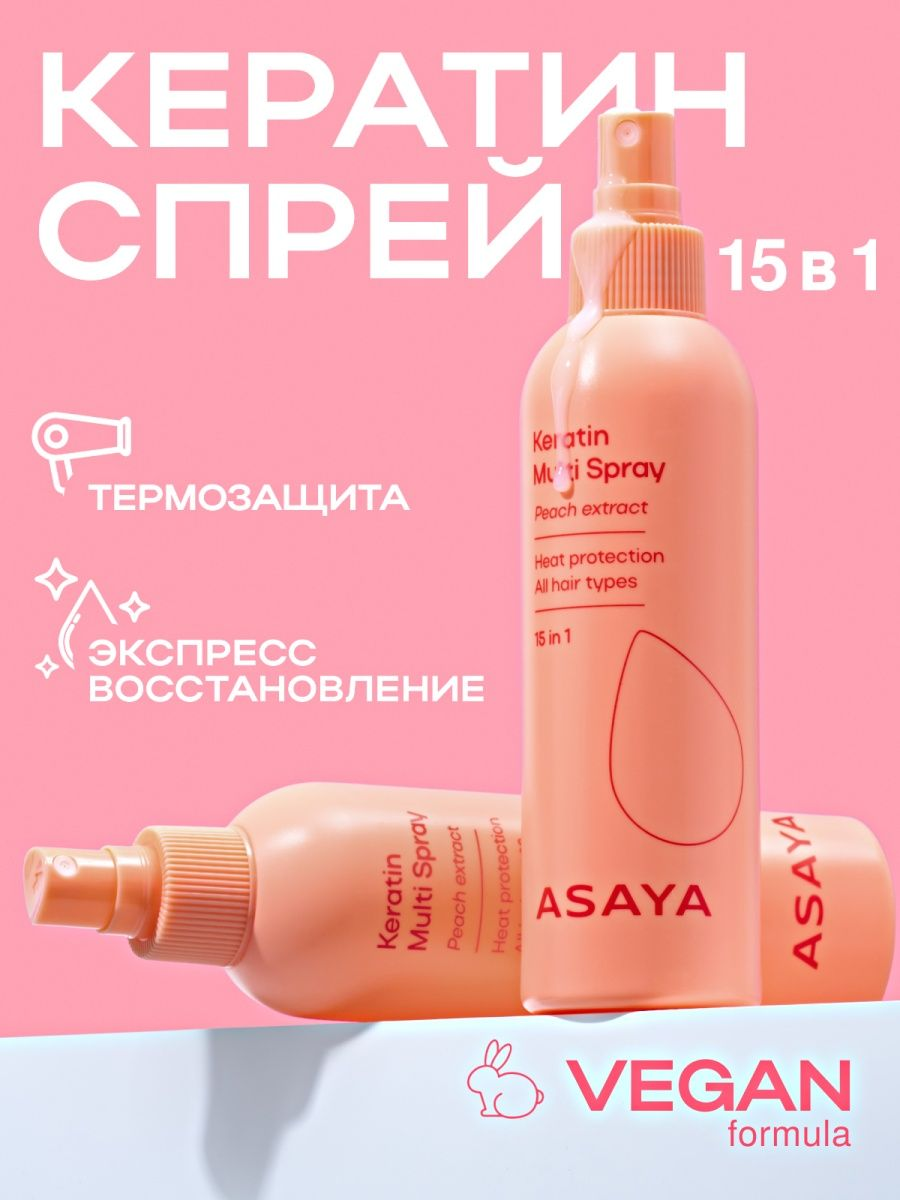 КЕРАТИН
СПРЕЙ
15 в 1
ТЕРМОЗАЩИТА
ЭКСПРЕСС
ВОССТАНОВЛЕНИЕ
Keratin
Multi Spray
Peach extract
Heat protection
All hair types
15 in 1
ASAYA
Keratin
Multi Spray
Peach extract
Heat protection
ASAYA
VEGAN
formula